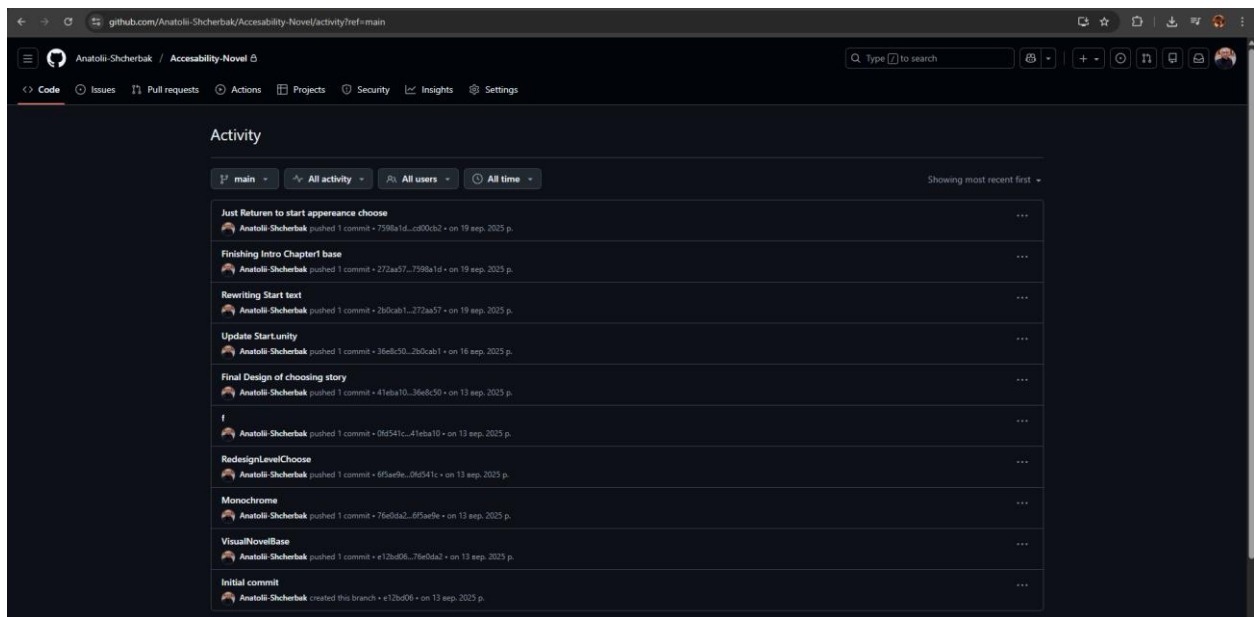 github.com/Anatolii-Shcherbak/Accesability-Novel/activity?ref=main
Anatolii-Shcherbak / Accesability-Novel
Type / to search
Code Issues Pull requests Actions Projects Security Insights Settings
Activity
main All activity All users All time Showing most recent first
Just Returen to start appereance choose
Anatolii-Shcherbak pushed 1 commit • 7598a1d...cd00cb2 • on 19 вер. 2025 р.
Finishing Intro Chapter1 base
Anatolii-Shcherbak pushed 1 commit • 272aa57...7598a1d • on 19 вер. 2025 р.
Rewriting Start text
Anatolii-Shcherbak pushed 1 commit • 2b0cab1...272aa57 • on 19 вер. 2025 р.
Update Start.unity
Anatolii-Shcherbak pushed 1 commit • 36e8c50...2b0cab1 • on 16 вер. 2025 р.
Final Design of choosing story
Anatolii-Shcherbak pushed 1 commit • 41eba10...36e8c50 • on 13 вер. 2025 р.
f
Anatolii-Shcherbak pushed 1 commit • 0fd541c...41eba10 • on 13 вер. 2025 р.
RedesignLevelChoose
Anatolii-Shcherbak pushed 1 commit • 6f5ae9e...0fd541c • on 13 вер. 2025 р.
Monochrome
Anatolii-Shcherbak pushed 1 commit • 76e0da2...6f5ae9e • on 13 вер. 2025 р.
VisualNovelBase
Anatolii-Shcherbak pushed 1 commit • e12bd06...76e0da2 • on 13 вер. 2025 р.
Initial commit
Anatolii-Shcherbak created this branch • e12bd06 • on 13 вер. 2025 р.